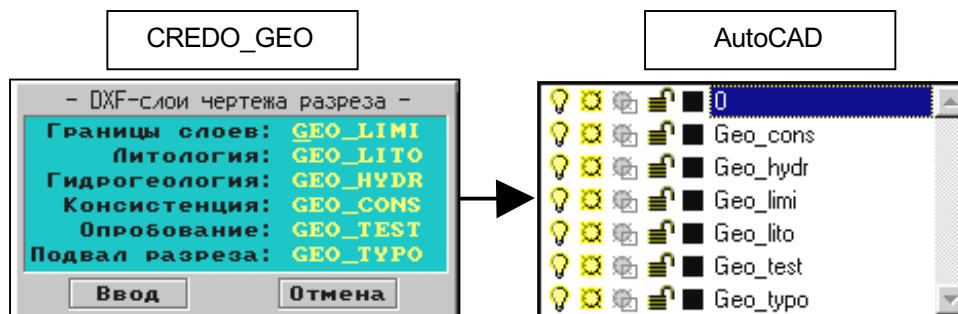 CREDO_GEO
AutoCAD
- DXF-слои чертежа разреза -
Границы слоев: GEO_LIMI
Литология: GEO_LITO
Гидрогеология: GEO_HYDR
Консистенция: GEO_CONS
Опробование: GEO_TEST
Подвал разреза: GEO_TYPO
Ввод
Отмена
0
Geo_cons
Geo_hydr
Geo_limi
Geo_lito
Geo_test
Geo_typo